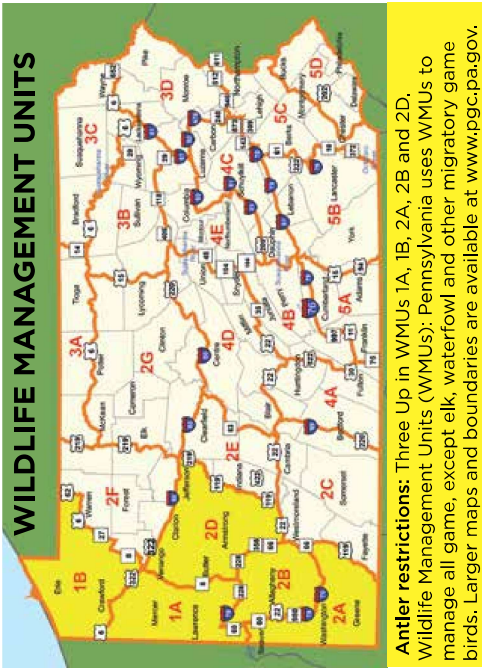 WILDLIFE MANAGEMENT UNITS
Erie
Crawford
Warren
McKean
Potter
Tioga
Bradford
Susquehanna
Wayne
Pike
Mercer
Venango
Forest
Elk
Cameron
Clinton
Lycoming
Sullivan
Wyoming
Lackawanna
Monroe
Lawrence
Butler
Clarion
Jefferson
Clearfield
Centre
Union
Columbia
Luzerne
Carbon
Northampton
Beaver
Armstrong
Indiana
Cambria
Blair
Huntingdon
Snyder
Northumberland
Schuylkill
Lehigh
Allegheny
Westmoreland
Dauphin
Lebanon
Berks
Bucks
Montgomery
Washington
Greene
Fayette
Somerset
Bedford
Fulton
Franklin
Cumberland
Adams
York
Lancaster
Chester
Delaware
Philadelphia
1B
1A
2F
2G
2D
2E
2B
2A
2C
3A
3B
3C
3D
4A
4B
4C
4D
4E
5A
5B
5C
5D
Antler restrictions: Three Up in WMUs 1A, 1B, 2A, 2B and 2D.
Wildlife Management Units (WMUs): Pennsylvania uses WMUs to
manage all game, except elk, waterfowl and other migratory game
birds. Larger maps and boundaries are available at www.pgc.pa.gov.